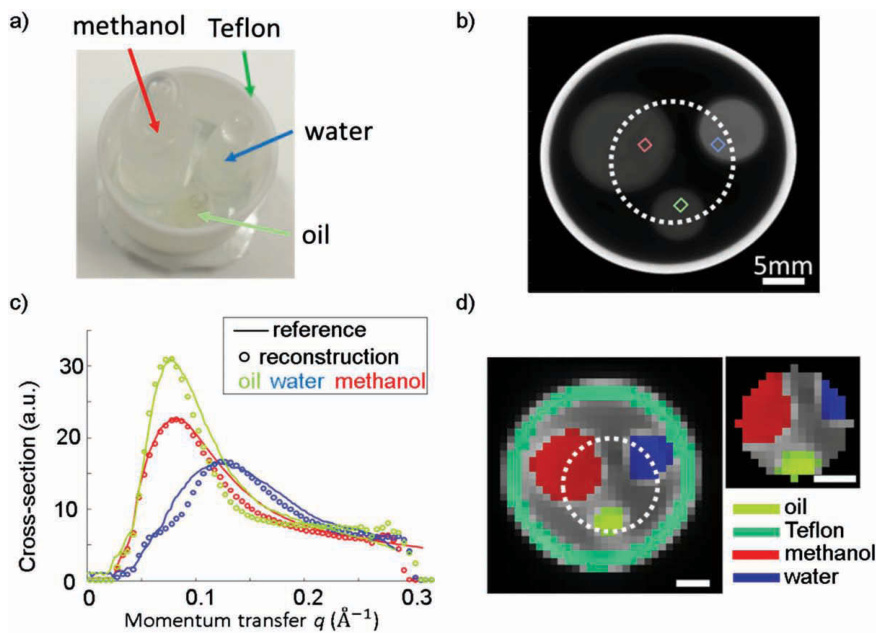 a)
methanol
Teflon
water
oil
b)
5mm
c)
reference
reconstruction
oil water methanol
Cross-section (a.u.)
30
20
10
0
0
0.1
0.2
0.3
Momentum transfer q (Å⁻¹)
d)
oil
Teflon
methanol
water